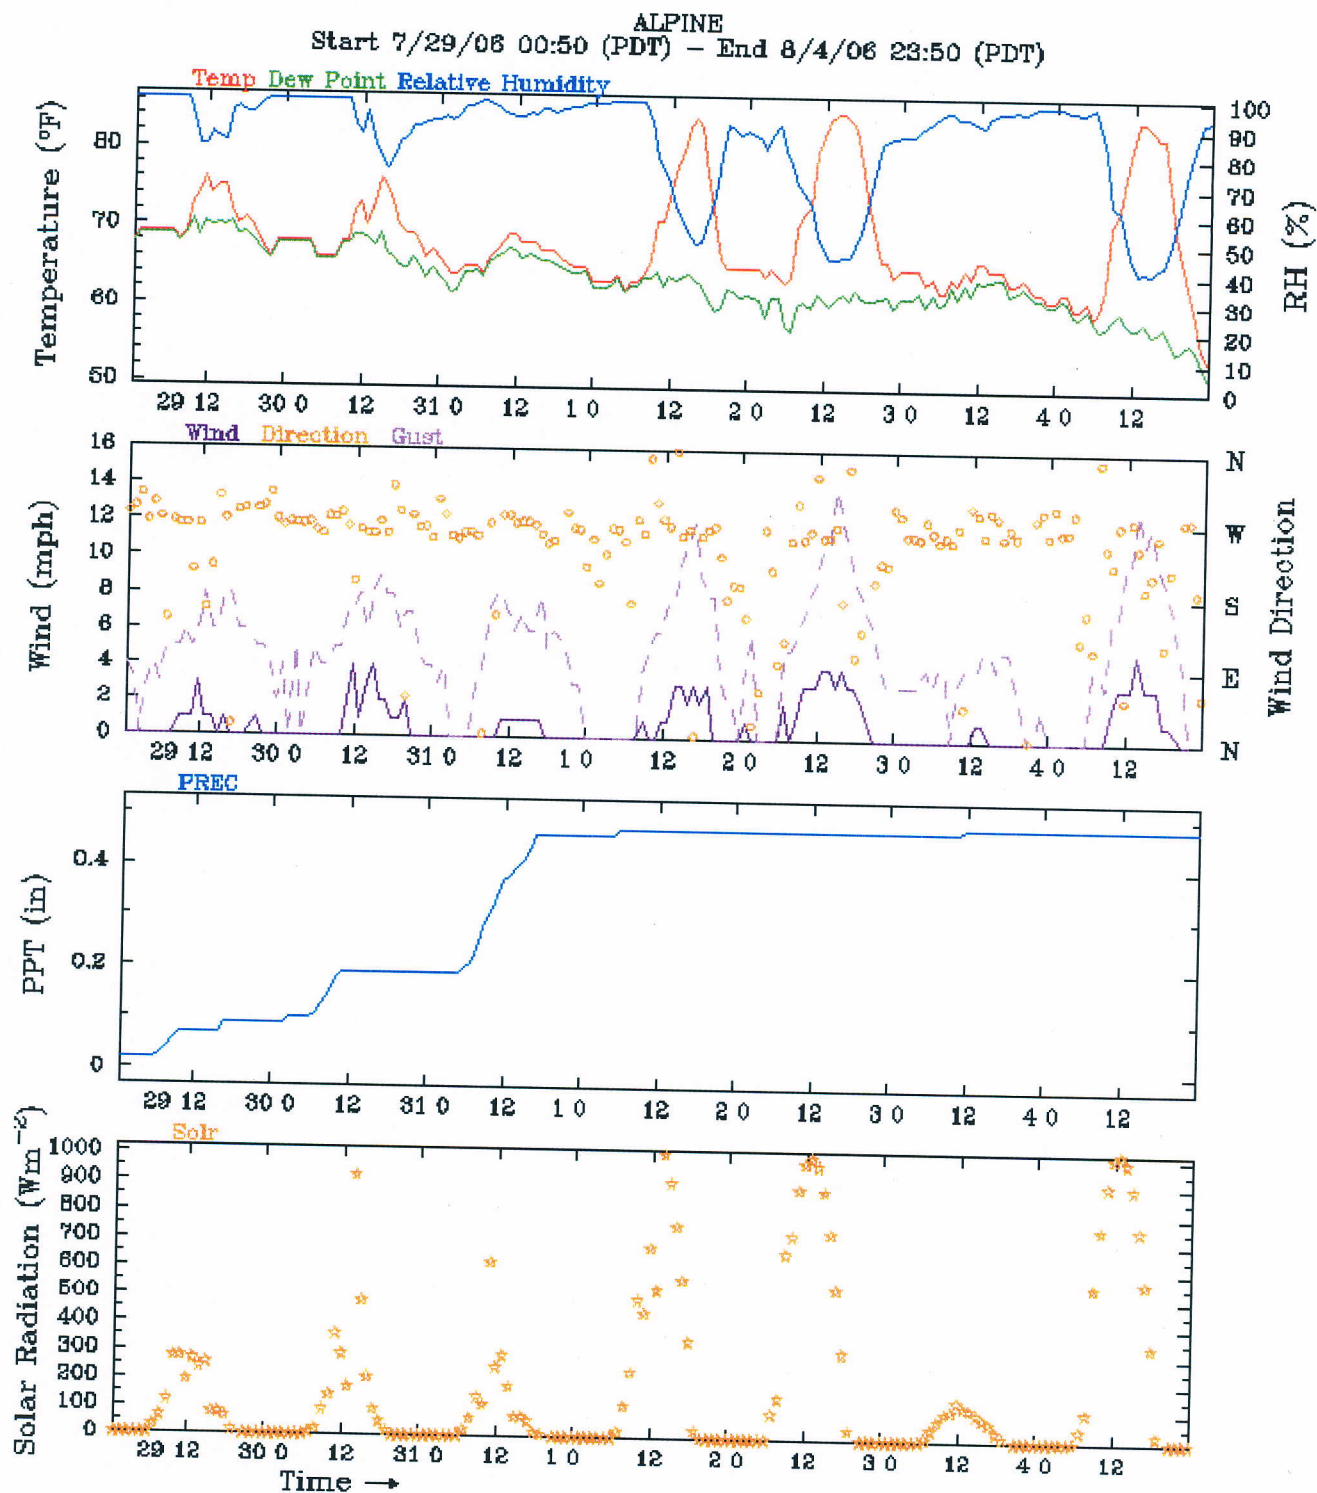 ALPINE
Start 7/29/06 00:50 (PDT) – End 8/4/06 23:50 (PDT)
Temp Dew Point Relative Humidity
Temperature (°F)
80
70
60
50
100
90
80
70
60
50
40
30
20
10
0
RH (%)
29 12 30 0 12 31 0 12 1 0 12 2 0 12 3 0 12 4 0 12
Wind Direction Gust
Wind (mph)
16
14
12
10
8
6
4
2
0
N
W
S
E
N
Wind Direction
29 12 30 0 12 31 0 12 1 0 12 2 0 12 3 0 12 4 0 12
PREC
PPT (in)
0.4
0.2
0
29 12 30 0 12 31 0 12 1 0 12 2 0 12 3 0 12 4 0 12
Solr
Solar Radiation (Wm⁻²)
1000
900
800
700
600
500
400
300
200
100
0
29 12 30 0 12 31 0 12 1 0 12 2 0 12 3 0 12 4 0 12
Time →